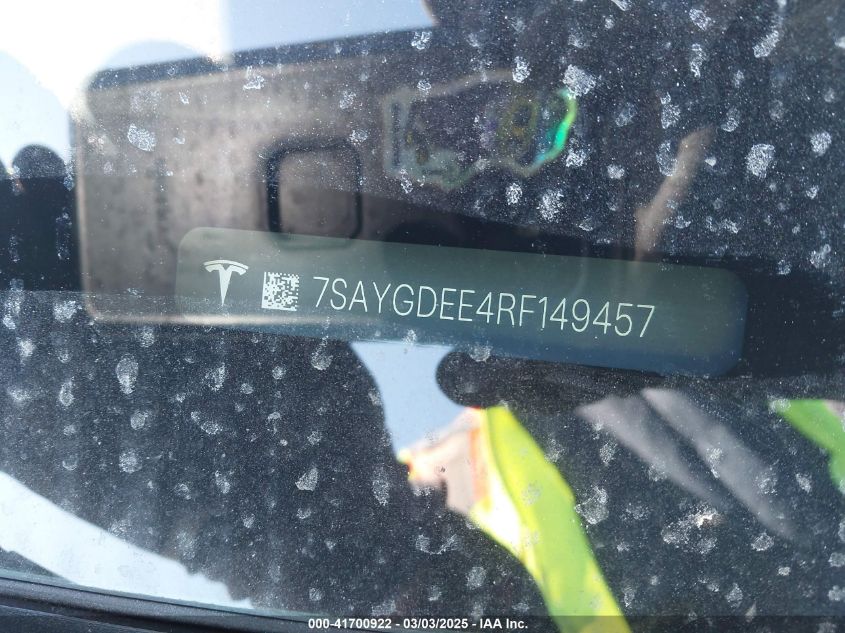 7SAYGDEE4RF149457
000-41700922 - 03/03/2025 - IAA Inc.